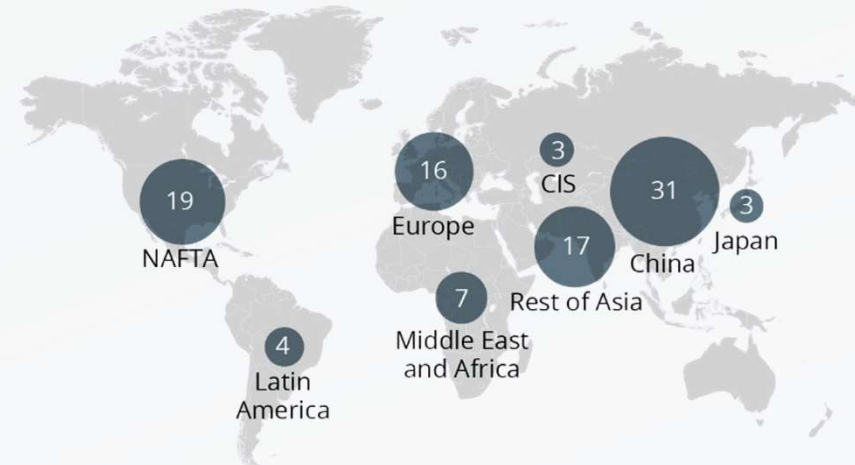 19
NAFTA
4
Latin
America
16
Europe
7
Middle East
and Africa
3
CIS
17
Rest of Asia
31
China
3
Japan